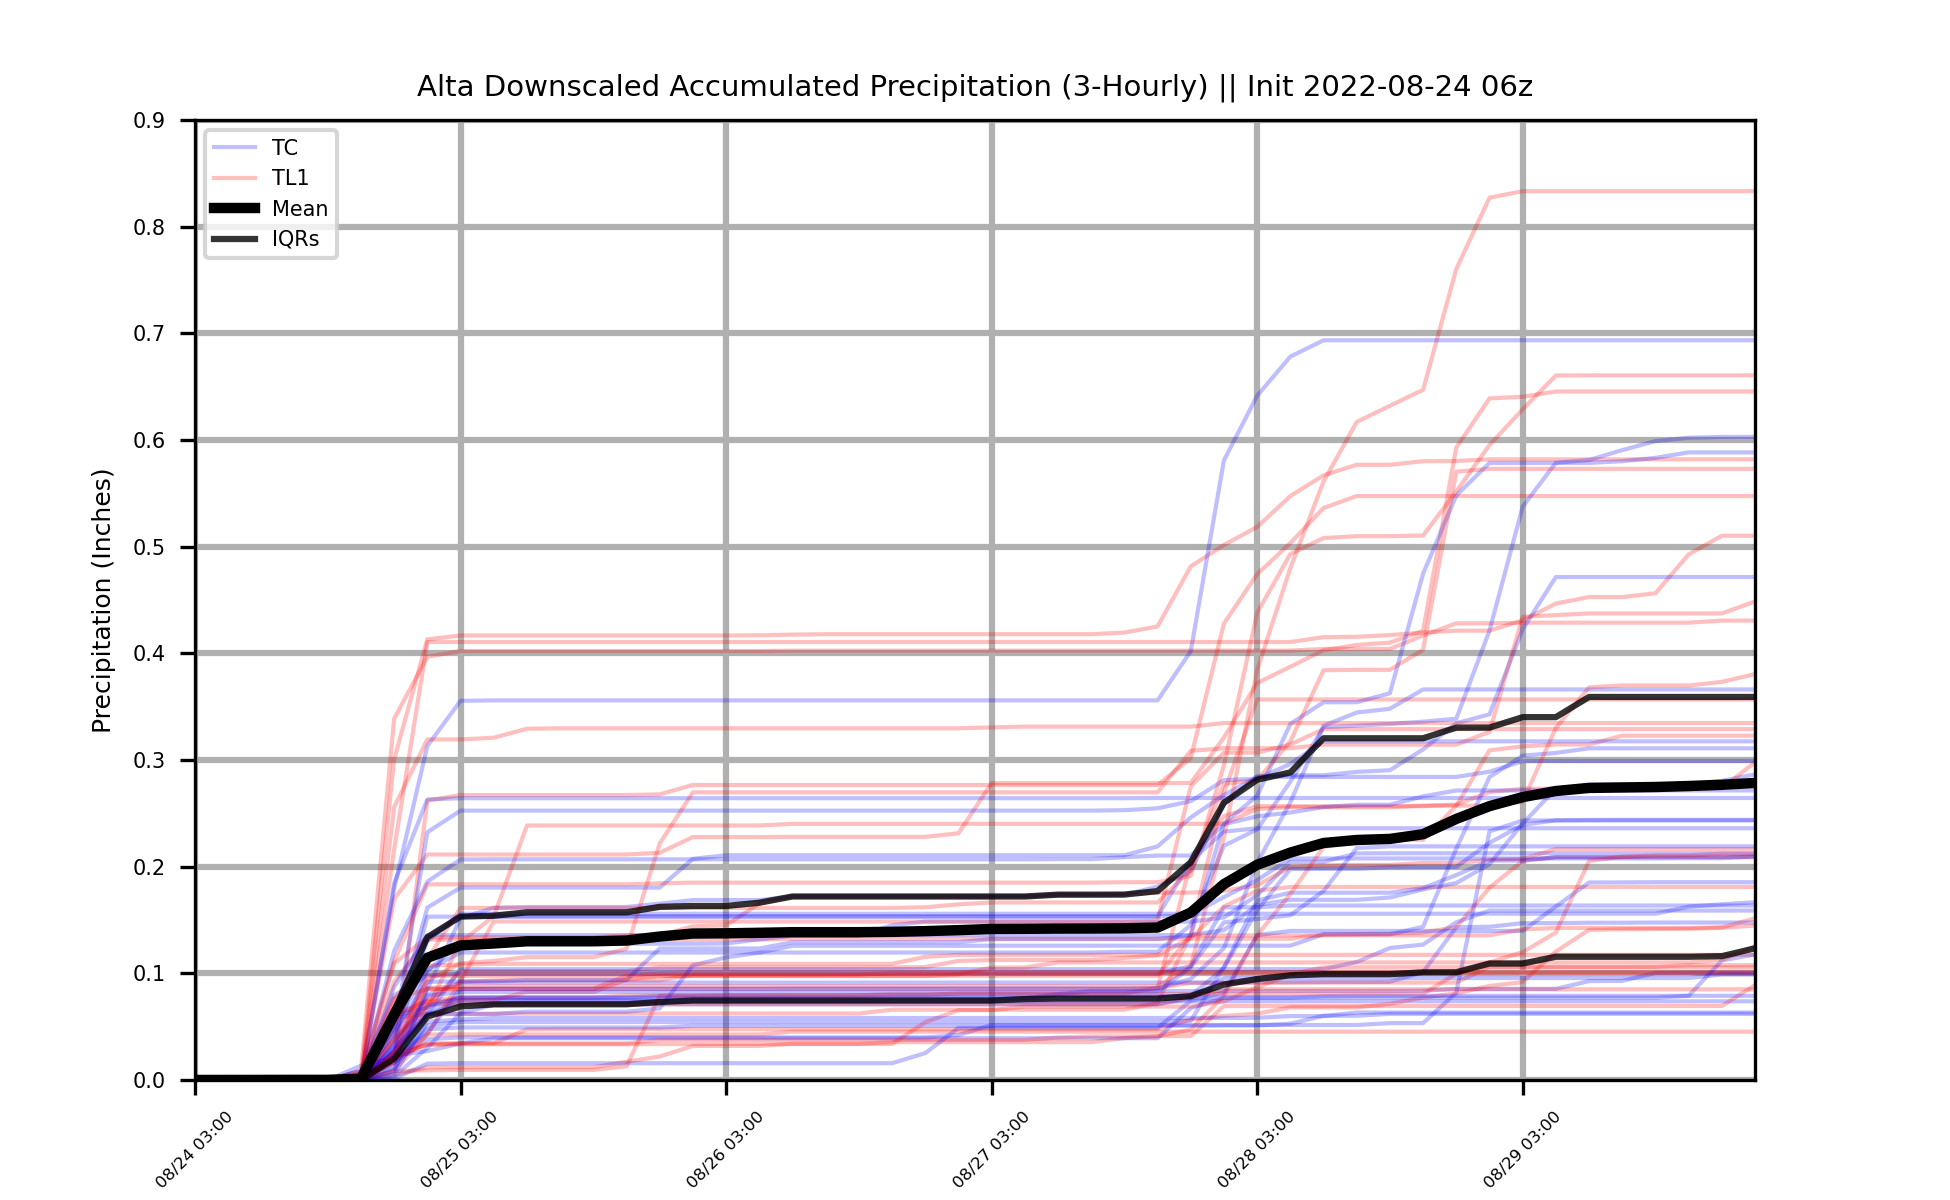 Alta Downscaled Accumulated Precipitation (3-Hourly) || Init 2022-08-24 06z
TC
TL1
Mean
IQRs
Precipitation (Inches)
0.9
0.8
0.7
0.6
0.5
0.4
0.3
0.2
0.1
0.0
08/24 03:00
08/25 03:00
08/26 03:00
08/27 03:00
08/28 03:00
08/29 03:00